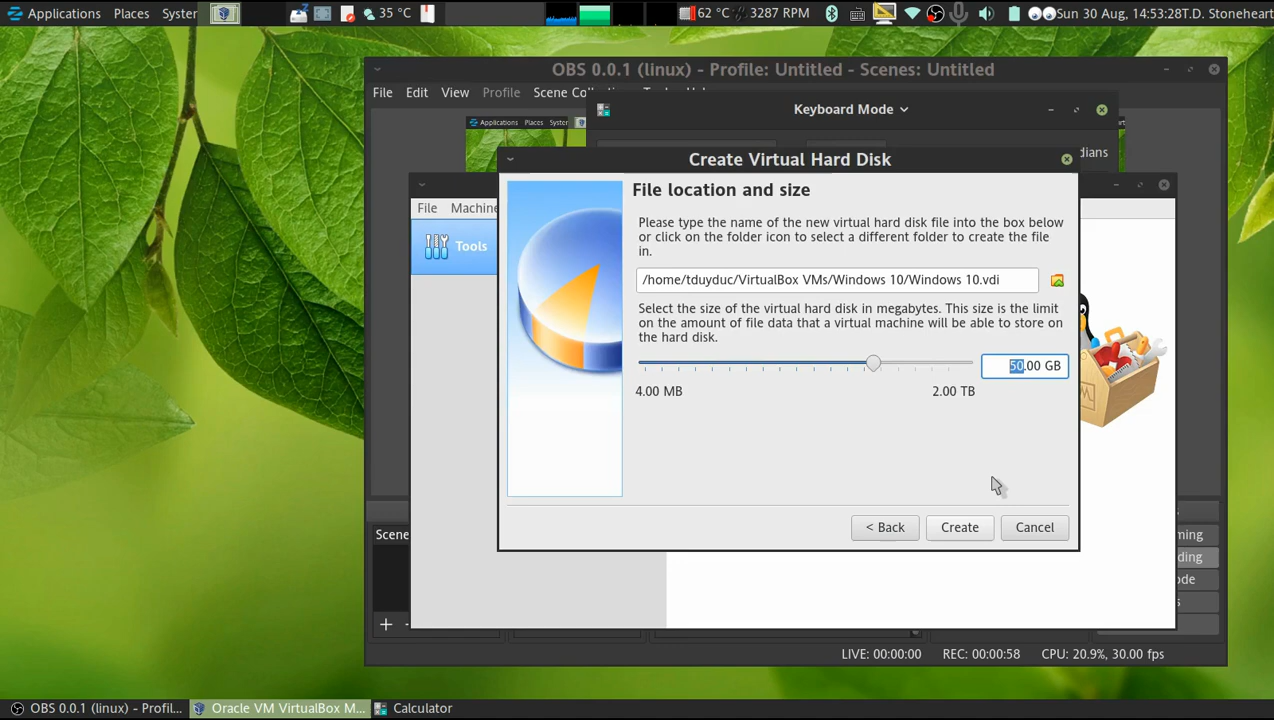 Applications Places System 35 °C 62 °C 3287 RPM Sun 30 Aug, 14:53:28 T.D. Stoneheart
OBS 0.0.1 (linux) - Profile: Untitled - Scenes: Untitled
File Edit View Profile Scene
Keyboard Mode
Applications Places System
Create Virtual Hard Disk
File Machine
Tools
File location and size
Please type the name of the new virtual hard disk file into the box below
or click on the folder icon to select a different folder to create the file
in.
/home/tduyduc/VirtualBox VMs/Windows 10/Windows 10.vdi
Select the size of the virtual hard disk in megabytes. This size is the limit
on the amount of file data that a virtual machine will be able to store on
the hard disk.
50.00 GB
4.00 MB 2.00 TB
< Back Create Cancel
Scene
+ -
LIVE: 00:00:00 REC: 00:00:58 CPU: 20.9%, 30.00 fps
OBS 0.0.1 (linux) - Profil... Oracle VM VirtualBox M... Calculator